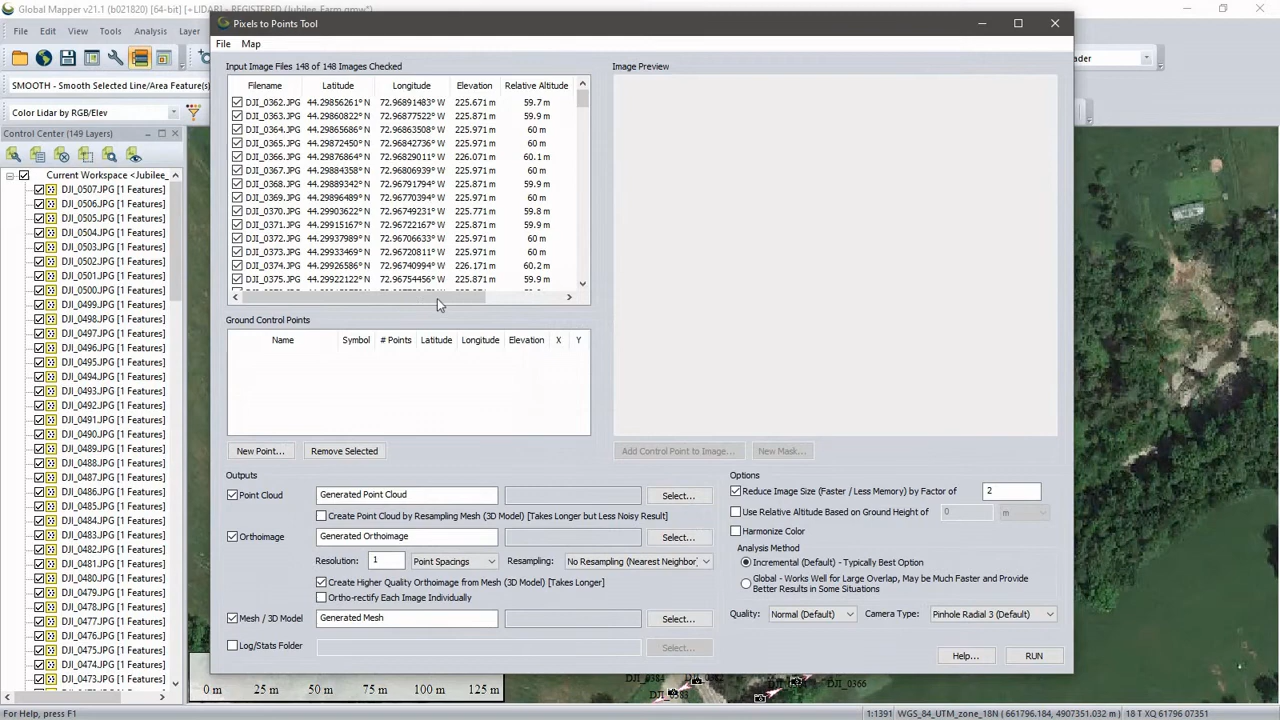 Global Mapper v21.1 (b021820) [64-bit] [+LIDAR]
Pixels to Points Tool
File Edit View Tools Analysis Layer
File Map
SMOOTH - Smooth Selected Line/Area Feature(s)
Color Lidar by RGB/Elev
Control Center (149 Layers)
Current Workspace <Jubilee_
DJI_0507.JPG [1 Features]
DJI_0506.JPG [1 Features]
DJI_0505.JPG [1 Features]
DJI_0504.JPG [1 Features]
DJI_0503.JPG [1 Features]
DJI_0502.JPG [1 Features]
DJI_0501.JPG [1 Features]
DJI_0500.JPG [1 Features]
DJI_0499.JPG [1 Features]
DJI_0498.JPG [1 Features]
DJI_0497.JPG [1 Features]
DJI_0496.JPG [1 Features]
DJI_0495.JPG [1 Features]
DJI_0494.JPG [1 Features]
DJI_0493.JPG [1 Features]
DJI_0492.JPG [1 Features]
DJI_0491.JPG [1 Features]
DJI_0490.JPG [1 Features]
DJI_0489.JPG [1 Features]
DJI_0488.JPG [1 Features]
DJI_0487.JPG [1 Features]
DJI_0486.JPG [1 Features]
DJI_0485.JPG [1 Features]
DJI_0484.JPG [1 Features]
DJI_0483.JPG [1 Features]
DJI_0482.JPG [1 Features]
DJI_0481.JPG [1 Features]
DJI_0480.JPG [1 Features]
DJI_0479.JPG [1 Features]
DJI_0478.JPG [1 Features]
DJI_0477.JPG [1 Features]
DJI_0476.JPG [1 Features]
DJI_0475.JPG [1 Features]
DJI_0474.JPG [1 Features]
Input Image Files 148 of 148 Images Checked
Filename Latitude Longitude Elevation Relative Altitude
DJI_0362.JPG 44.29856261° N 72.96891483° W 225.671 m 59.7 m
DJI_0363.JPG 44.29860822° N 72.96877522° W 225.871 m 59.9 m
DJI_0364.JPG 44.29865686° N 72.96863508° W 225.971 m 60 m
DJI_0365.JPG 44.29872450° N 72.96842736° W 225.971 m 60 m
DJI_0366.JPG 44.29876864° N 72.96829011° W 226.071 m 60.1 m
DJI_0367.JPG 44.29884358° N 72.96806939° W 225.971 m 60 m
DJI_0368.JPG 44.29889342° N 72.96791794° W 225.871 m 59.9 m
DJI_0369.JPG 44.29896489° N 72.96770394° W 225.971 m 60 m
DJI_0370.JPG 44.29903622° N 72.96749231° W 225.771 m 59.8 m
DJI_0371.JPG 44.29915167° N 72.96722167° W 225.871 m 59.9 m
DJI_0372.JPG 44.29937989° N 72.96706633° W 225.971 m 60 m
DJI_0373.JPG 44.29933469° N 72.96720811° W 225.971 m 60 m
DJI_0374.JPG 44.29926586° N 72.96740994° W 226.171 m 60.2 m
DJI_0375.JPG 44.29922122° N 72.96754456° W 225.871 m 59.9 m
Image Preview
Ground Control Points
Name Symbol # Points Latitude Longitude Elevation X Y
New Point... Remove Selected
Add Control Point to Image... New Mask...
Outputs
Point Cloud Generated Point Cloud Select...
Create Point Cloud by Resampling Mesh (3D Model) [Takes Longer but Less Noisy Result]
Orthoimage Generated Orthoimage Select...
Resolution: 1 Point Spacings Resampling: No Resampling (Nearest Neighbor)
Create Higher Quality Orthoimage from Mesh (3D Model) [Takes Longer]
Ortho-rectify Each Image Individually
Mesh / 3D Model Generated Mesh Select...
Log/Stats Folder Select...
Options
Reduce Image Size (Faster / Less Memory) by Factor of 2
Use Relative Altitude Based on Ground Height of 0 m
Harmonize Color
Analysis Method
Incremental (Default) - Typically Best Option
Global - Works Well for Large Overlap, May be Much Faster and Provide
Better Results in Some Situations
Quality: Normal (Default) Camera Type: Pinhole Radial 3 (Default)
Help... RUN
0 m 25 m 50 m 75 m 100 m 125 m
DJI_0383
DJI_0366
For Help, press F1
1:1391 WGS_84_UTM_zone_18N ( 661796.184, 4907351.032 m ) 18 T XQ 61796 07351